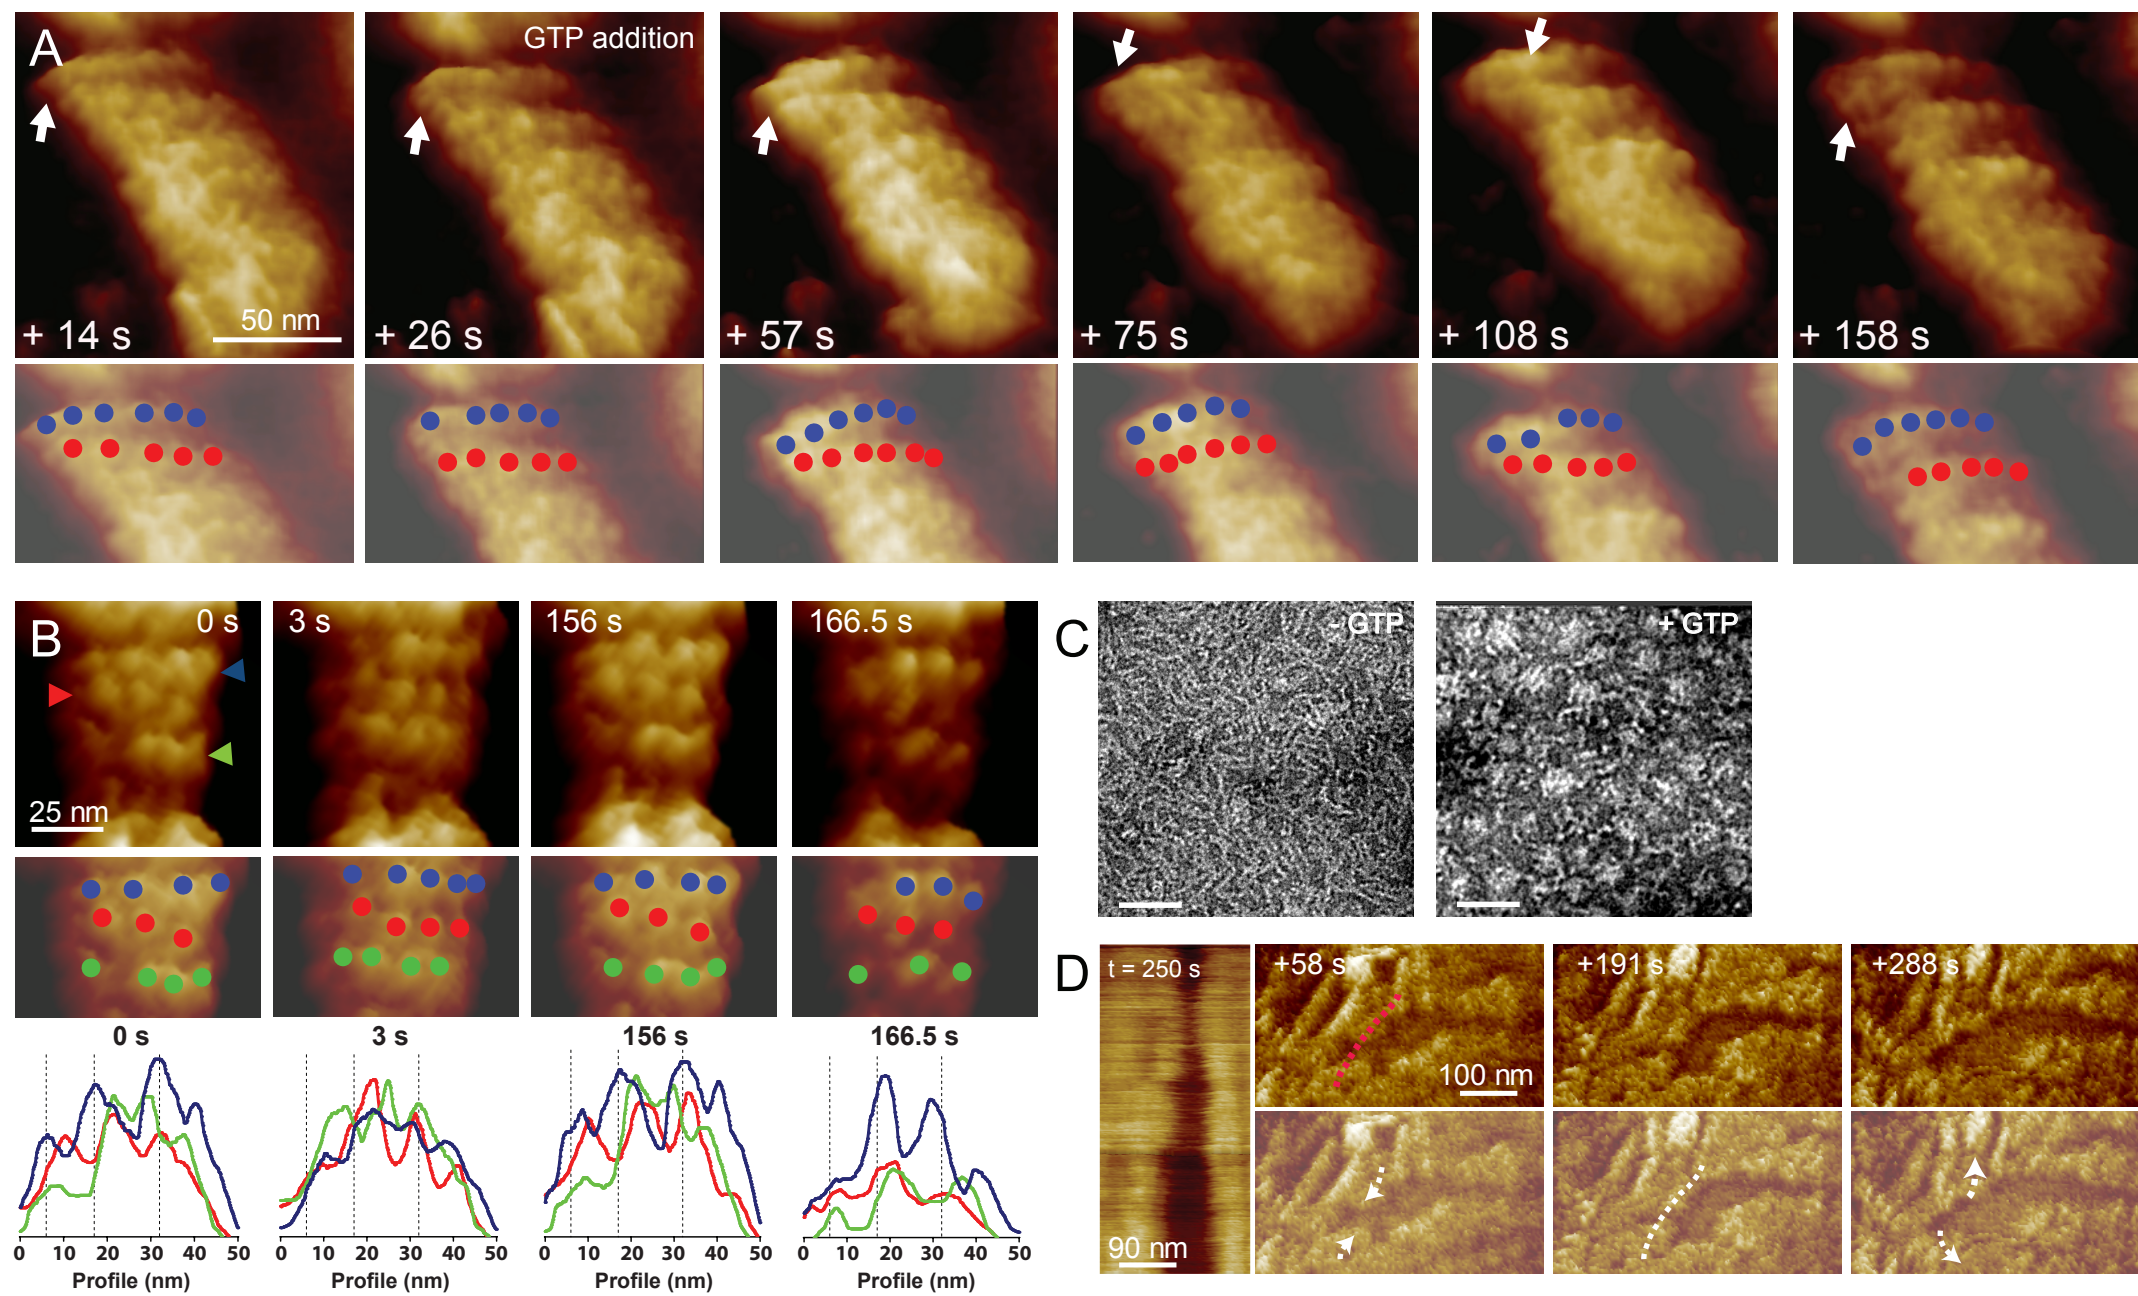 A
GTP addition
+ 14 s
50 nm
+ 26 s
+ 57 s
+ 75 s
+ 108 s
+ 158 s
B
0 s
3 s
156 s
166.5 s
25 nm
0 s
3 s
156 s
166.5 s
0 10 20 30 40 50
0 10 20 30 40 50
0 10 20 30 40 50
0 10 20 30 40 50
Profile (nm)
Profile (nm)
Profile (nm)
Profile (nm)
C
- GTP
+ GTP
D
t = 250 s
90 nm
+58 s
100 nm
+191 s
+288 s